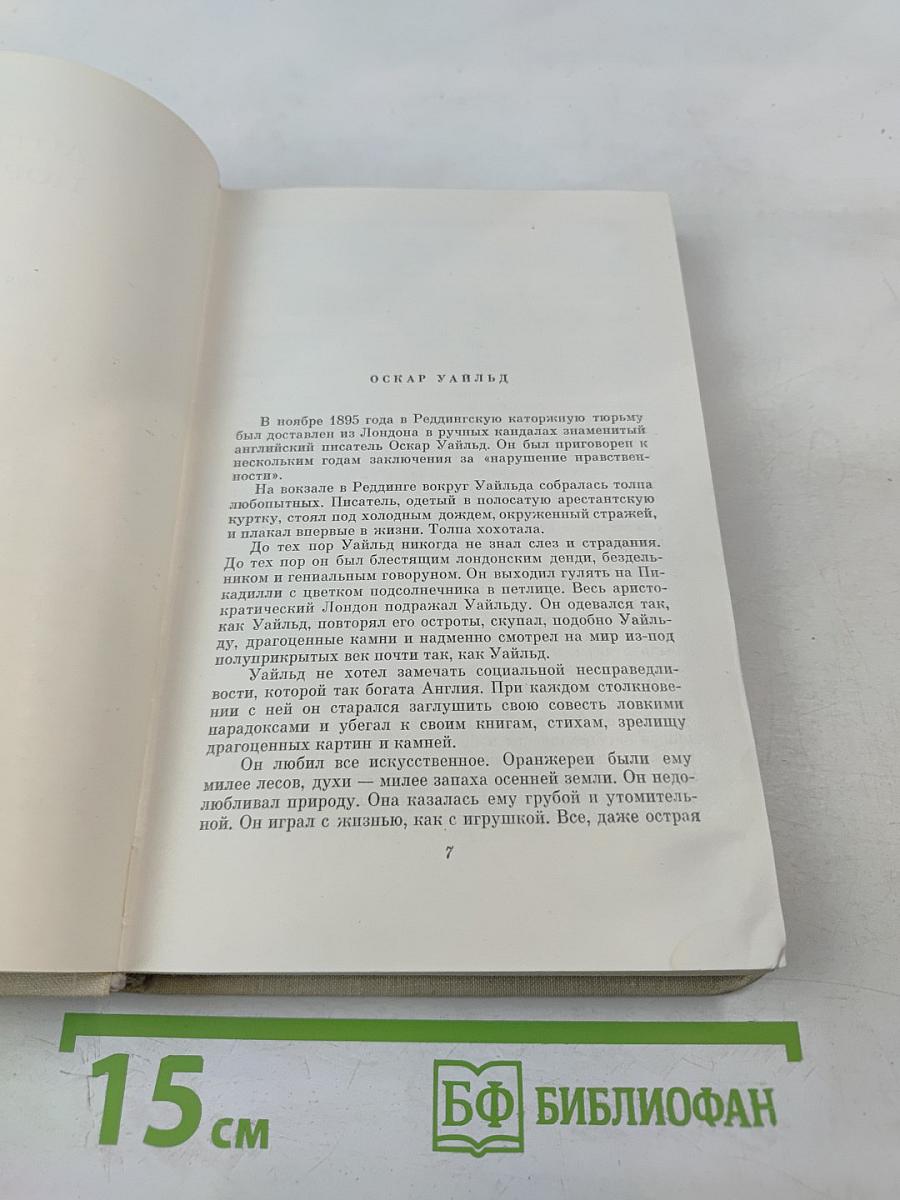 ОСКАР УАЙЛЬД
В ноябре 1895 года в Реддингскую каторжную тюрьму
был доставлен из Лондона в ручных кандалах знаменитый
английский писатель Оскар Уайльд. Он был приговорен к
нескольким годам заключения за «нарушение нравствен-
ности».
На вокзале в Реддинге вокруг Уайльда собралась толпа
любопытных. Писатель, одетый в полосатую арестантскую
куртку, стоял под холодным дождем, окруженный стражей,
и плакал впервые в жизни. Толпа хохотала.
До тех пор Уайльд никогда не знал слез и страдания.
До тех пор он был блестящим лондонским денди, бездель-
ником и гениальным говоруном. Он выходил гулять на Пи-
кадилли с цветком подсолнечника в петлице. Весь аристо-
кратический Лондон подражал Уайльду. Он одевался так,
как Уайльд, повторял его остроты, скупал, подобно Уайль-
ду, драгоценные камни и надменно смотрел на мир из-под
полуприкрытых век почти так, как Уайльд.
Уайльд не хотел замечать социальной несправедли-
вости, которой так богата Англия. При каждом столкнове-
нии с ней он старался заглушить свою совесть ловкими
парадоксами и убегал к своим книгам, стихам, зрелищу
драгоценных картин и камней.
Он любил все искусственное. Оранжереи были ему
милее лесов, духи — милее запаха осенней земли. Он недо-
любливал природу. Она казалась ему грубой и утомитель-
ной. Он играл с жизнью, как с игрушкой. Все, даже острая
7
15 см
БФ БИБЛИОФАН